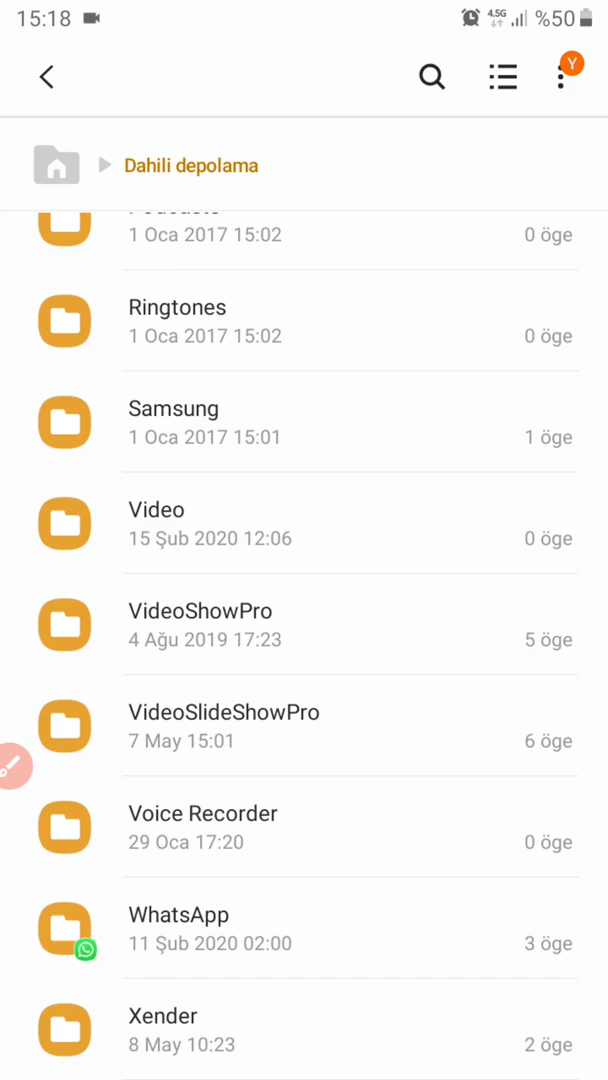 15:18 4.5G %50
Y
Dahili depolama
1 Oca 2017 15:02 0 öge
Ringtones
1 Oca 2017 15:02 0 öge
Samsung
1 Oca 2017 15:01 1 öge
Video
15 Şub 2020 12:06 0 öge
VideoShowPro
4 Ağu 2019 17:23 5 öge
VideoSlideShowPro
7 May 15:01 6 öge
Voice Recorder
29 Oca 17:20 0 öge
WhatsApp
11 Şub 2020 02:00 3 öge
Xender
8 May 10:23 2 öge